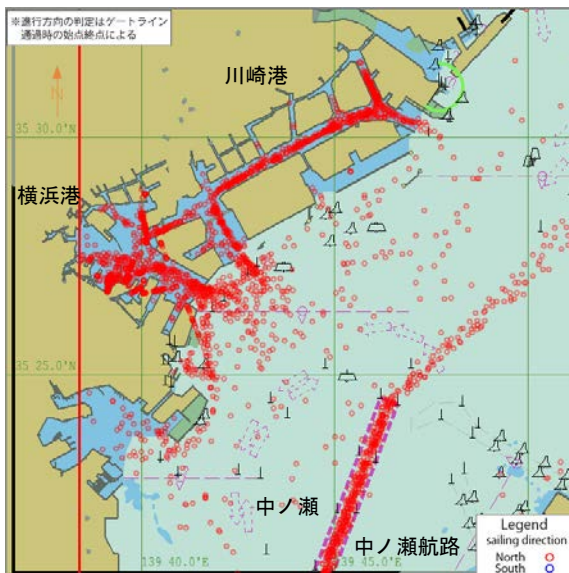 ※進行方向の判定はゲートライン
通過時の始点終点による
川崎港
N
35 30.0'N
横浜港
35 25.0'N
中ノ瀬
中ノ瀬航路
139 40.0'E
139 45.0'E
Legend
sailing direction
North
South